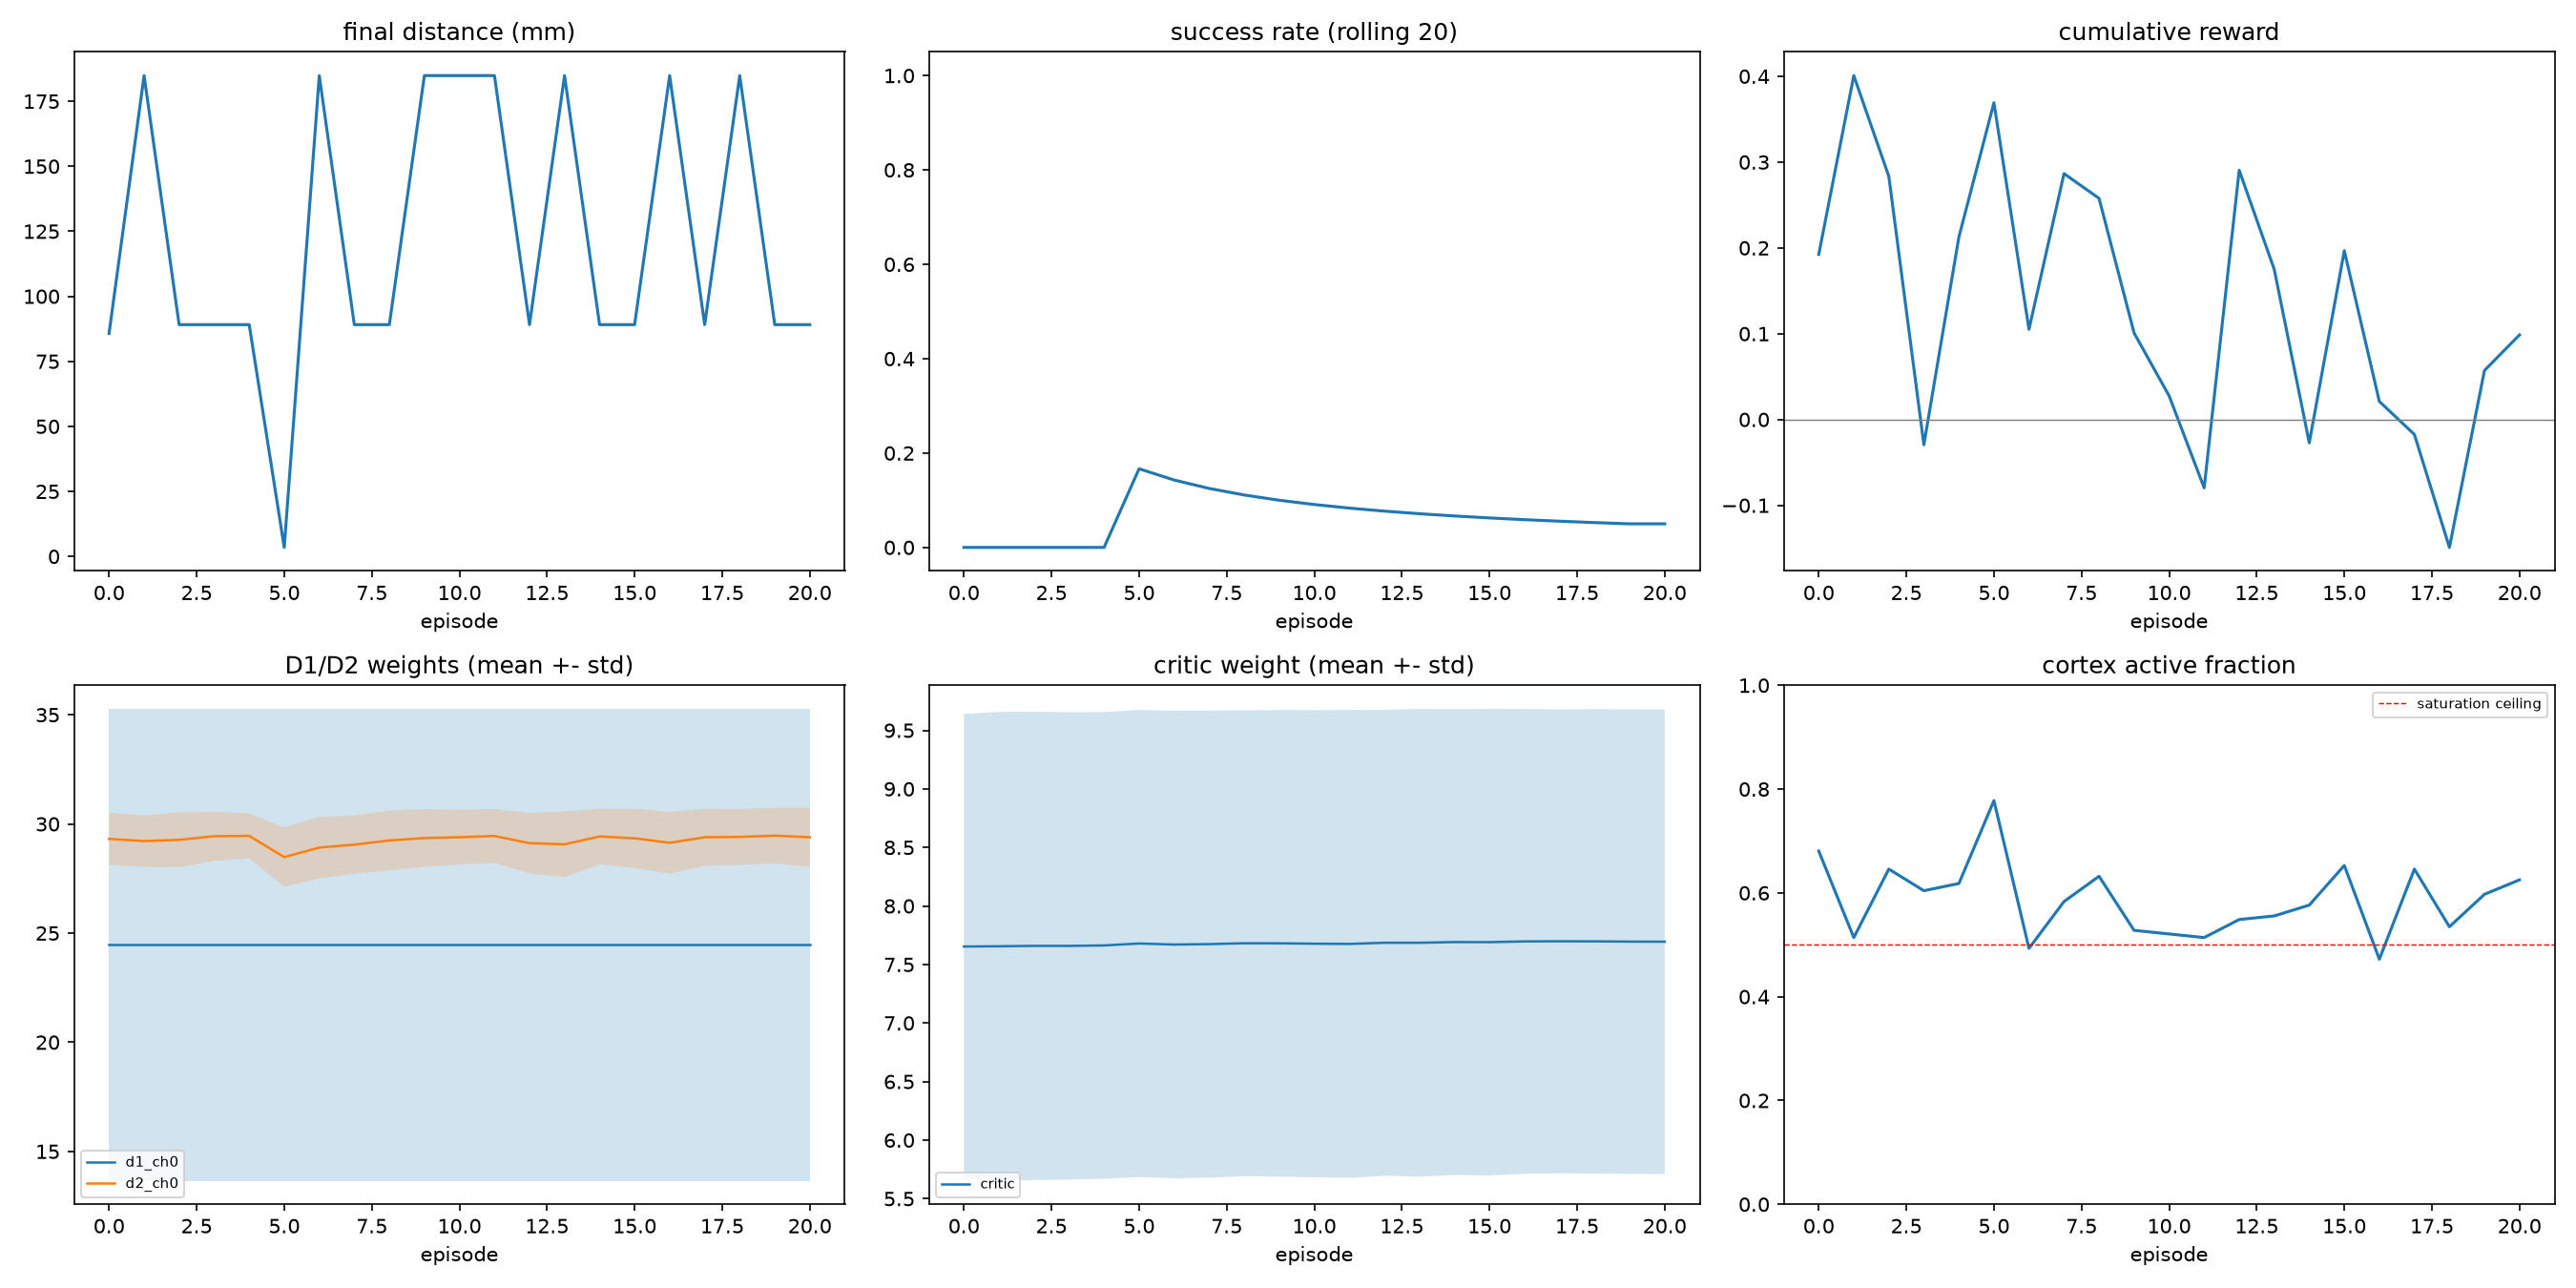 final distance (mm)
175
150
125
100
75
50
25
0
0.0 2.5 5.0 7.5 10.0 12.5 15.0 17.5 20.0
episode
success rate (rolling 20)
1.0
0.8
0.6
0.4
0.2
0.0
0.0 2.5 5.0 7.5 10.0 12.5 15.0 17.5 20.0
episode
cumulative reward
0.4
0.3
0.2
0.1
0.0
−0.1
0.0 2.5 5.0 7.5 10.0 12.5 15.0 17.5 20.0
episode
D1/D2 weights (mean +- std)
35
30
25
20
15
d1_ch0
d2_ch0
0.0 2.5 5.0 7.5 10.0 12.5 15.0 17.5 20.0
episode
critic weight (mean +- std)
9.5
9.0
8.5
8.0
7.5
7.0
6.5
6.0
5.5
critic
0.0 2.5 5.0 7.5 10.0 12.5 15.0 17.5 20.0
episode
cortex active fraction
1.0
0.8
0.6
0.4
0.2
0.0
saturation ceiling
0.0 2.5 5.0 7.5 10.0 12.5 15.0 17.5 20.0
episode